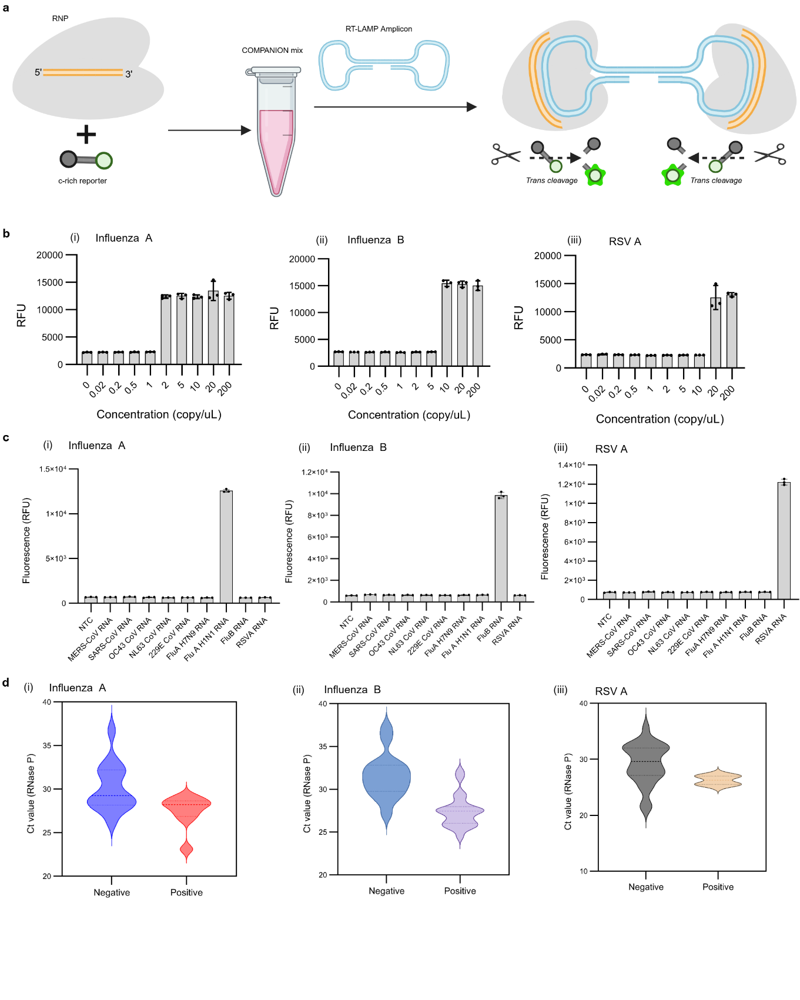 a
RNP
5'
3'
c-rich reporter
COMPANION mix
RT-LAMP Amplicon
Trans cleavage
Trans cleavage
b
(i) Influenza A
20000
15000
10000
5000
0
RFU
0 0.02 0.2 0.5 1 2 5 10 20 200
Concentration (copy/uL)
(ii) Influenza B
20000
15000
10000
5000
0
RFU
0 0.02 0.2 0.5 1 2 5 10 20 200
Concentration (copy/uL)
(iii) RSV A
20000
15000
10000
5000
0
RFU
0 0.02 0.2 0.5 1 2 5 10 20 200
Concentration (copy/uL)
c
(i) Influenza A
1.5×10⁴
1×10⁴
5×10³
0
Fluorescence (RFU)
NTC
MERS-CoV RNA
SARS-CoV RNA
OC43 CoV RNA
NL63 CoV RNA
229E CoV RNA
FluA H7N9 RNA
Flu A H1N1 RNA
FluB RNA
RSVA RNA
(ii) Influenza B
1.2×10⁴
1×10⁴
8×10³
6×10³
4×10³
2×10³
0
Fluorescence (RFU)
NTC
MERS-CoV RNA
SARS-CoV RNA
OC43 CoV RNA
NL63 CoV RNA
229E CoV RNA
FluA H7N9 RNA
Flu A H1N1 RNA
FluB RNA
RSVA RNA
(iii) RSV A
1.4×10⁴
1.2×10⁴
1×10⁴
8×10³
6×10³
4×10³
2×10³
0
Fluorescence (RFU)
NTC
MERS-CoV RNA
SARS-CoV RNA
OC43 CoV RNA
NL63 CoV RNA
229E CoV RNA
FluA H7N9 RNA
Flu A H1N1 RNA
FluB RNA
RSVA RNA
d
(i) Influenza A
40
35
30
25
20
Ct value (RNase P)
Negative Positive
(ii) Influenza B
40
35
30
25
20
Ct value (RNase P)
Negative Positive
(iii) RSV A
40
30
20
10
Ct value (RNase P)
Negative Positive